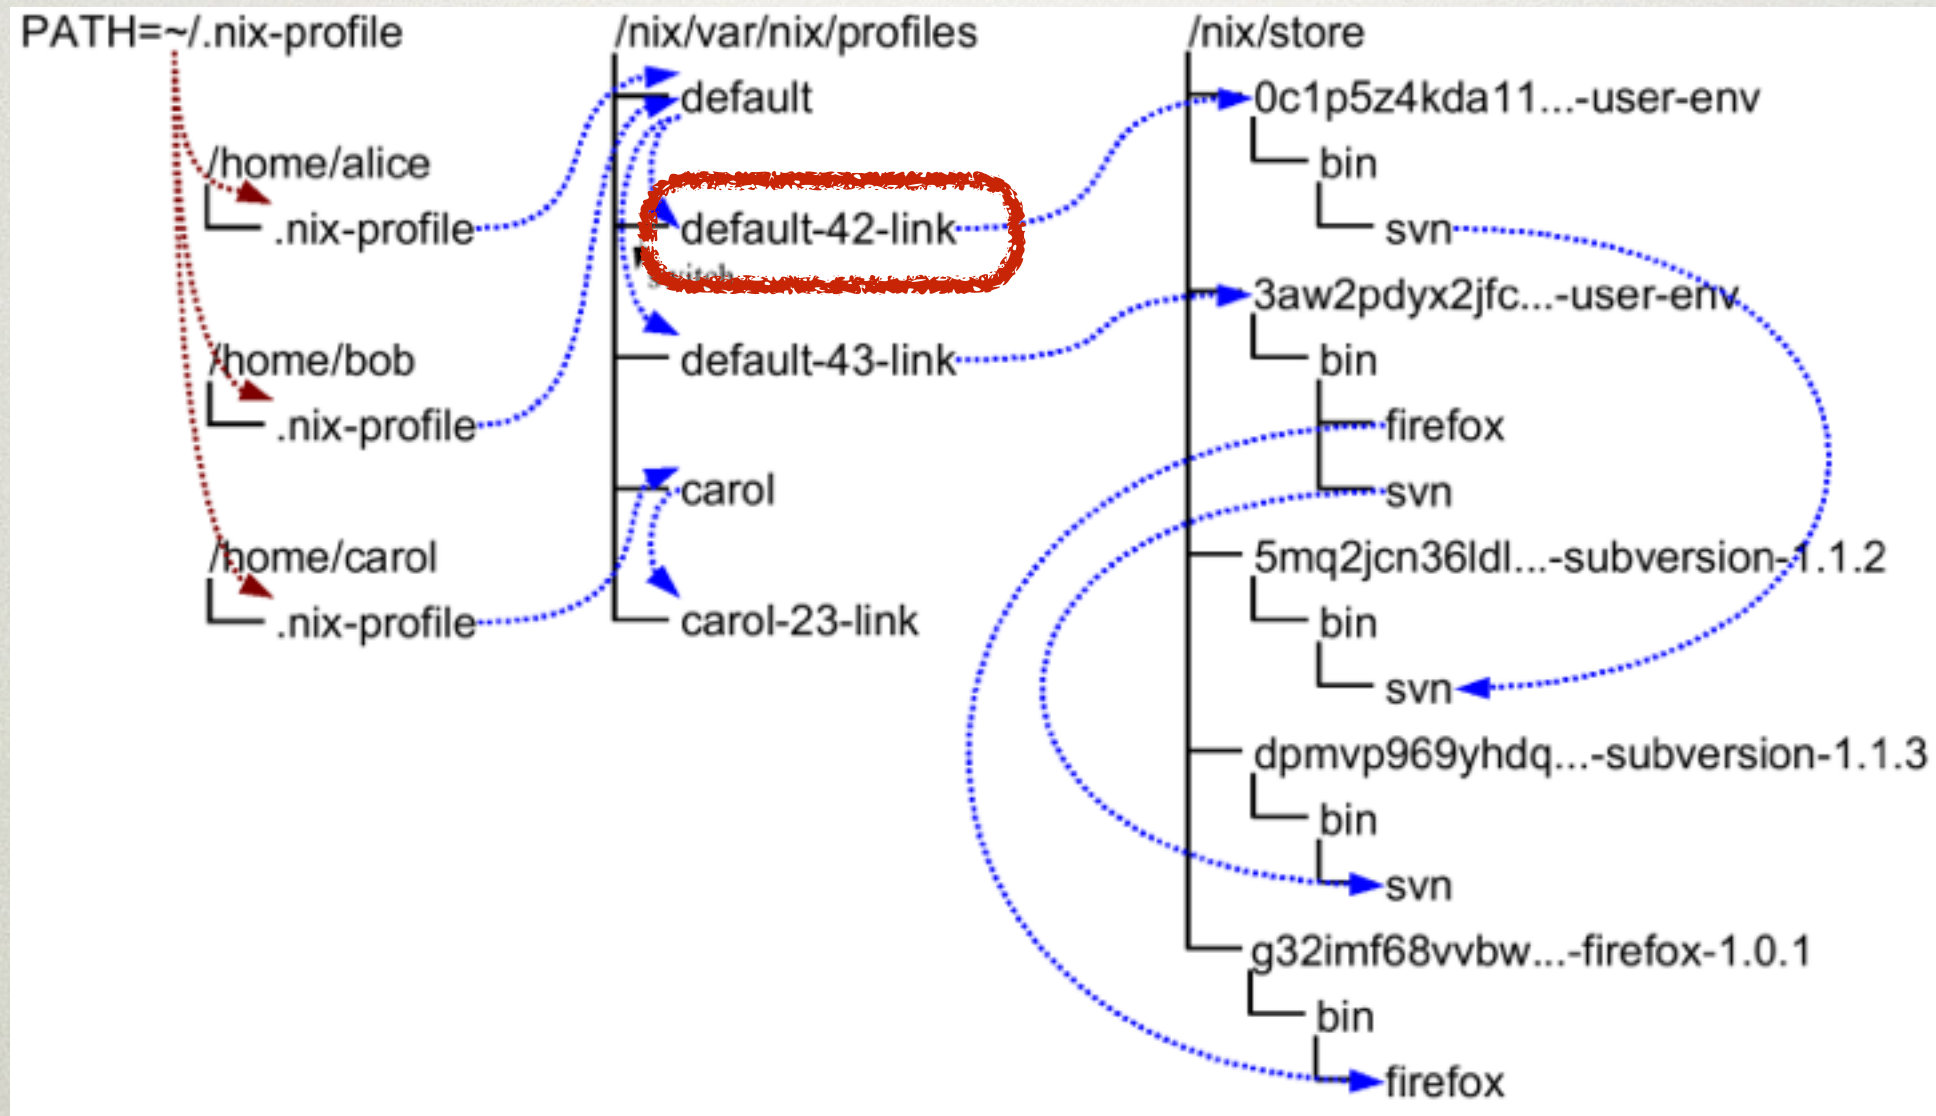 PATH=~/.nix-profile
/home/alice
.nix-profile
/home/bob
.nix-profile
/home/carol
.nix-profile
/nix/var/nix/profiles
default
default-42-link
default-43-link
carol
carol-23-link
/nix/store
0c1p5z4kda11...-user-env
bin
svn
3aw2pdyx2jfc...-user-env
bin
firefox
svn
5mq2jcn36ldl...-subversion-1.1.2
bin
svn
dpmvp969yhdq...-subversion-1.1.3
bin
svn
g32imf68vvbw...-firefox-1.0.1
bin
firefox